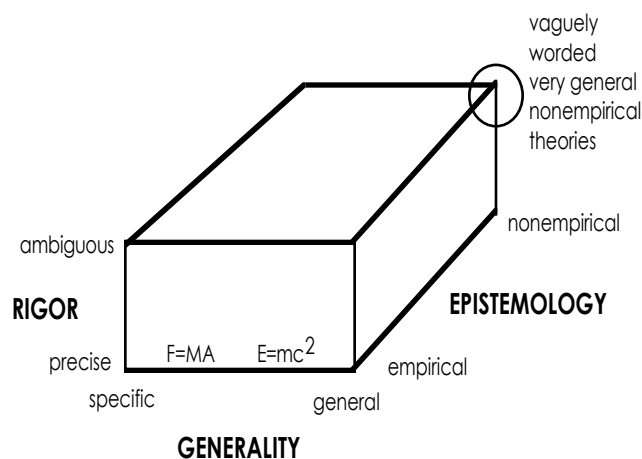 vaguely
worded
very general
nonempirical
theories
nonempirical
ambiguous
EPISTEMOLOGY
RIGOR
precise
F=MA
E=mc²
empirical
specific
general
GENERALITY